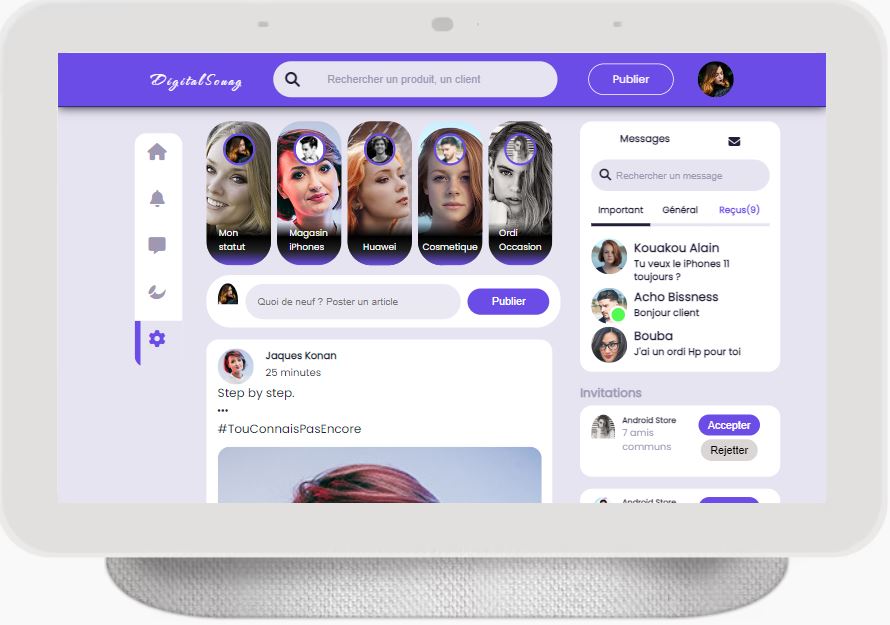 DigitalSouag
Rechercher un produit, un client
Publier
Mon
statut
Magasin
iPhones
Huawei
Cosmetique
Ordi
Occasion
Quoi de neuf ? Poster un article
Publier
Jaques Konan
25 minutes
Step by step.
•••
#TouConnaisPasEncore
Messages
Rechercher un message
Important Général Reçus(9)
Kouakou Alain
Tu veux le iPhones 11
toujours ?
Acho Bissness
Bonjour client
Bouba
J'ai un ordi Hp pour toi
Invitations
Android Store
7 amis
communs
Accepter
Rejetter
Android Store